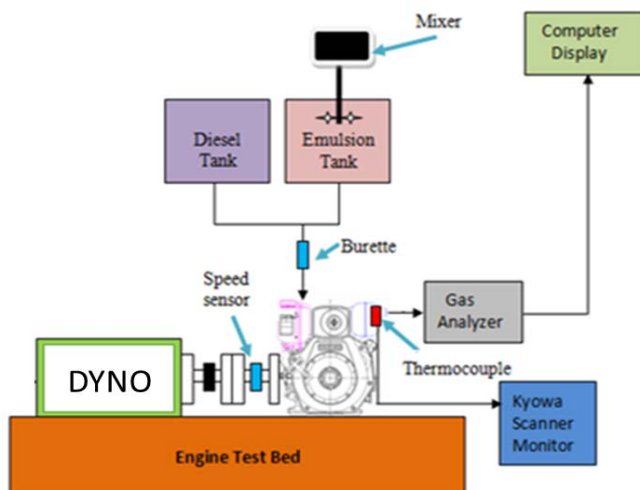 Mixer
Computer
Display
Diesel
Tank
Emulsion
Tank
Burette
Speed
sensor
Gas
Analyzer
Thermocouple
DYNO
Kyowa
Scanner
Monitor
Engine Test Bed